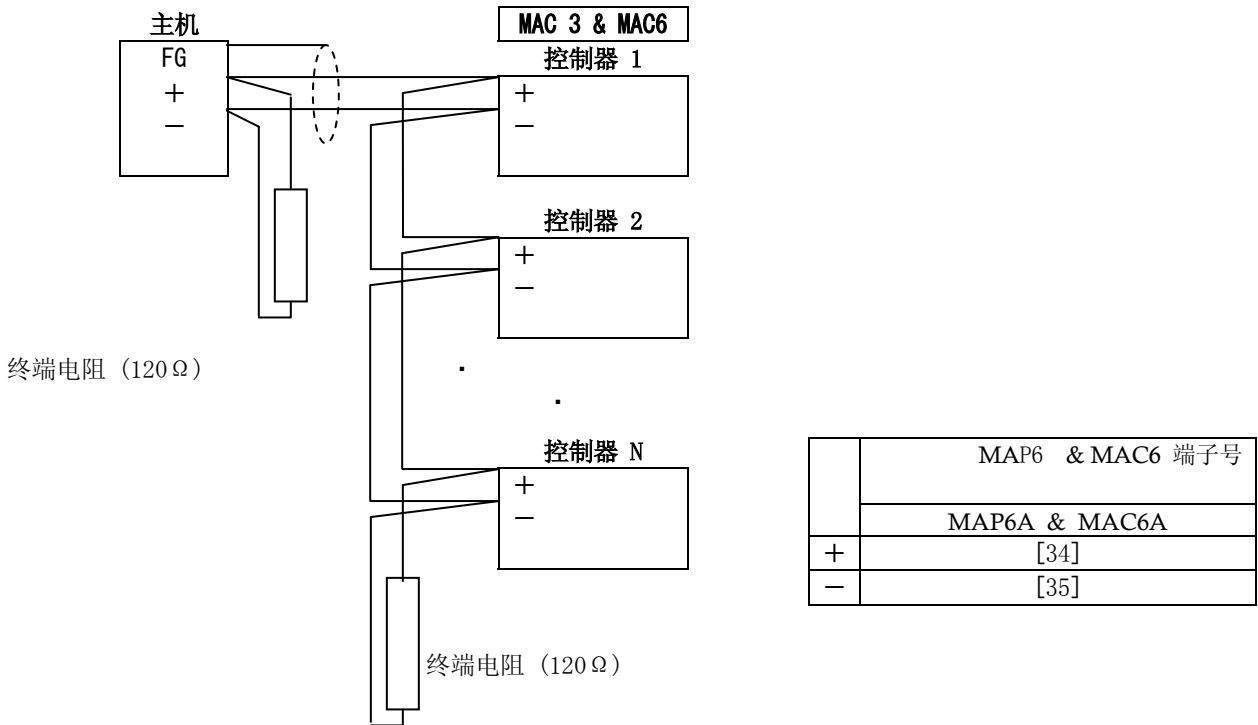 主机
FG
+
−
MAC 3 & MAC6
控制器 1
+
−
控制器 2
+
−
终端电阻 (120Ω)
控制器 N
+
−
终端电阻 (120Ω)
MAP6 & MAC6 端子号
MAP6A & MAC6A
+ [34]
− [35]